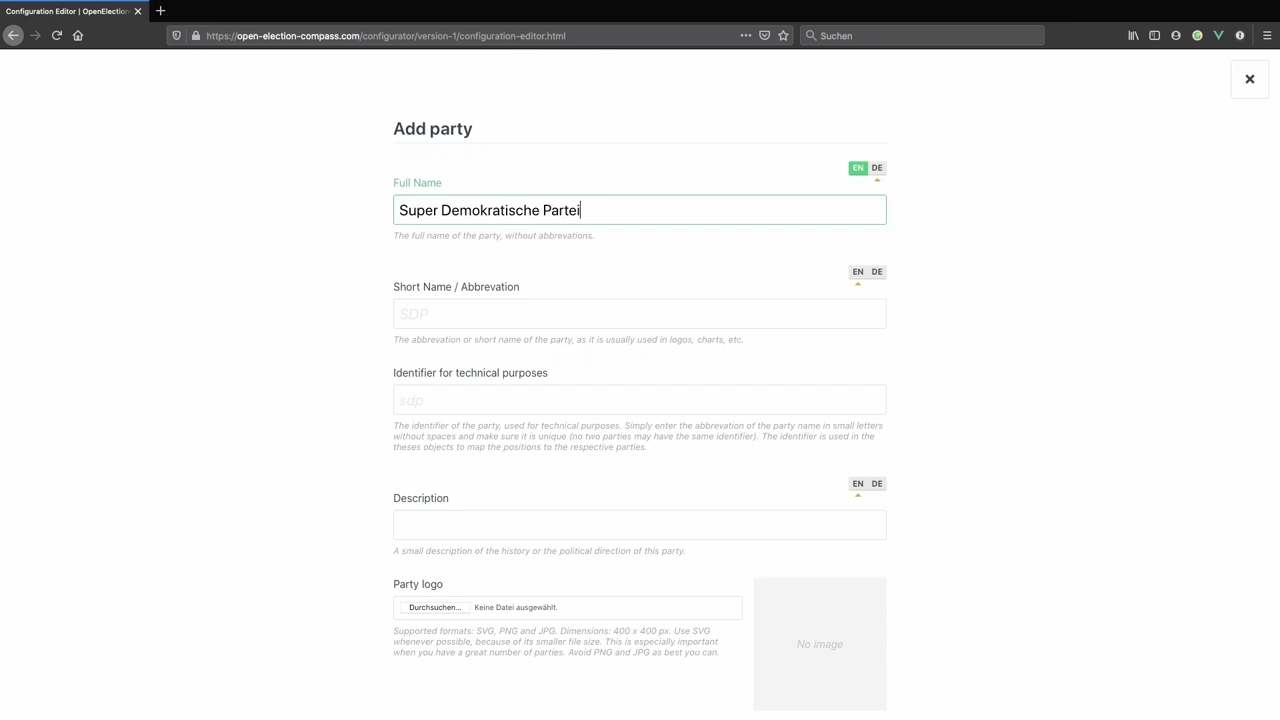 Configuration Editor | OpenElection
https://open-election-compass.com/configurator/version-1/configuration-editor.html
Suchen
Add party
EN DE
Full Name
Super Demokratische Partei
The full name of the party, without abbrevations.
EN DE
Short Name / Abbrevation
SDP
The abbrevation or short name of the party, as it is usually used in logos, charts, etc.
Identifier for technical purposes
sdp
The identifier of the party, used for technical purposes. Simply enter the abbrevation of the party name in small letters
without spaces and make sure it is unique (no two parties may have the same identifier). The identifier is used in the
theses objects to map the positions to the respective parties.
EN DE
Description
A small description of the history or the political direction of this party.
Party logo
Durchsuchen... Keine Datei ausgewählt.
Supported formats: SVG, PNG and JPG. Dimensions: 400 x 400 px. Use SVG
whenever possible, because of its smaller file size. This is especially important
when you have a great number of parties. Avoid PNG and JPG as best you can.
No image